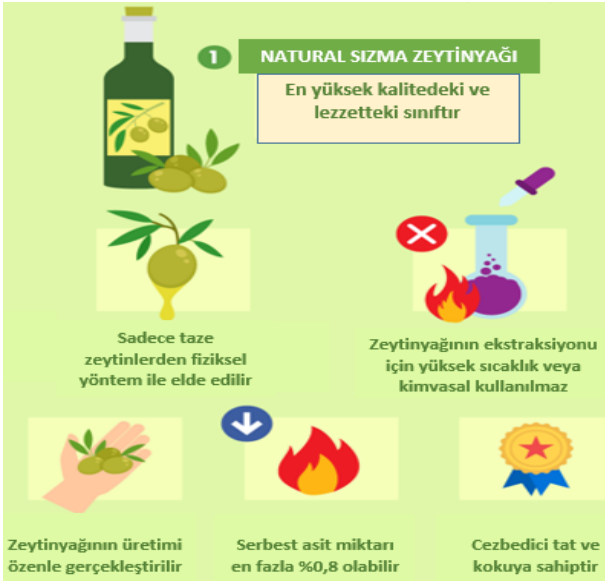 1
NATURAL SIZMA ZEYTİNYAĞI
En yüksek kalitedeki ve
lezzetteki sınıftır
Sadece taze
zeytinlerden fiziksel
yöntem ile elde edilir
Zeytinyağının ekstraksiyonu
için yüksek sıcaklık veya
kimvasal kullanılmaz
Zeytinyağının üretimi
özenle gerçekleştirilir
Serbest asit miktarı
en fazla %0,8 olabilir
Cezbedici tat ve
kokuya sahiptir